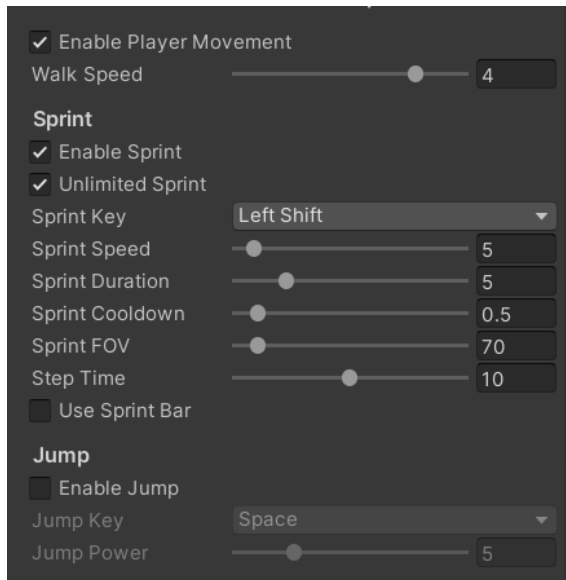 Enable Player Movement
Walk Speed 4
Sprint
Enable Sprint
Unlimited Sprint
Sprint Key Left Shift
Sprint Speed 5
Sprint Duration 5
Sprint Cooldown 0.5
Sprint FOV 70
Step Time 10
Use Sprint Bar
Jump
Enable Jump
Jump Key Space
Jump Power 5